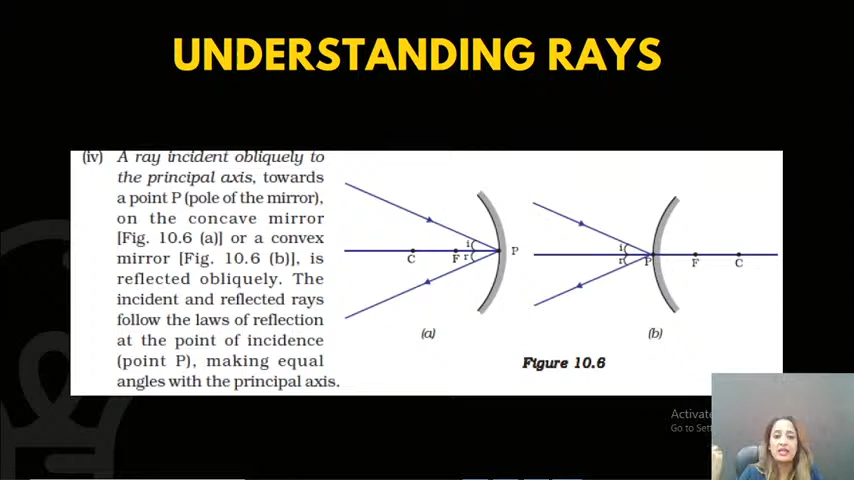 UNDERSTANDING RAYS
(iv) A ray incident obliquely to
the principal axis, towards
a point P (pole of the mirror),
on the concave mirror
[Fig. 10.6 (a)] or a convex
mirror [Fig. 10.6 (b)], is
reflected obliquely. The
incident and reflected rays
follow the laws of reflection
at the point of incidence
(point P), making equal
angles with the principal axis.
i
C F r P
(a)
i
r P F C
(b)
Figure 10.6
Activate
Go to Sett